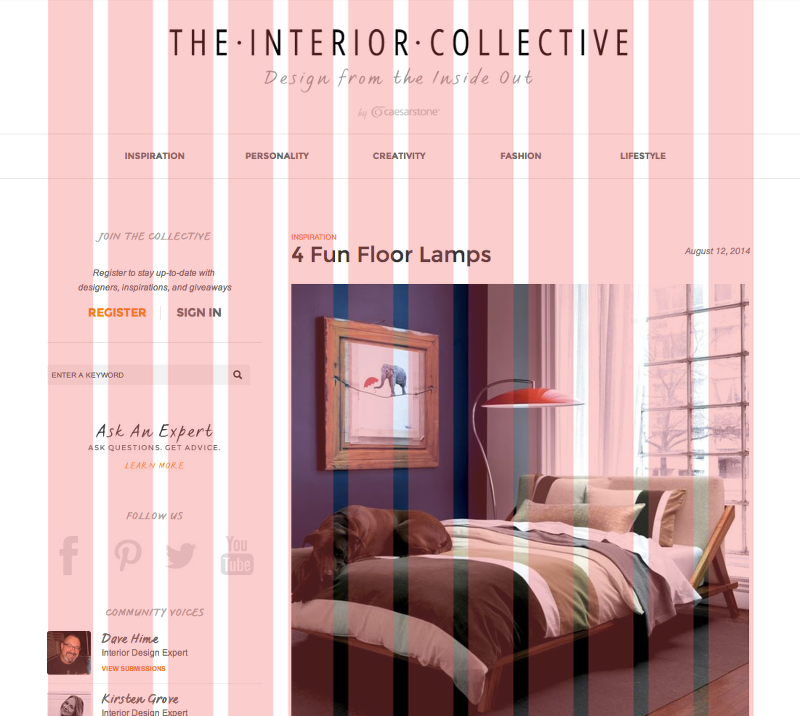 THE·INTERIOR·COLLECTIVE
Design from the Inside Out
by caesarstone
INSPIRATION PERSONALITY CREATIVITY FASHION LIFESTYLE
JOIN THE COLLECTIVE
Register to stay up-to-date with
designers, inspirations, and giveaways
REGISTER SIGN IN
ENTER A KEYWORD
Ask An Expert
ASK QUESTIONS. GET ADVICE.
LEARN MORE
FOLLOW US
f
You
Tube
COMMUNITY VOICES
Dave Hime
Interior Design Expert
VIEW SUBMISSIONS
Kirsten Grove
Interior Design Expert
INSPIRATION
4 Fun Floor Lamps
August 12, 2014